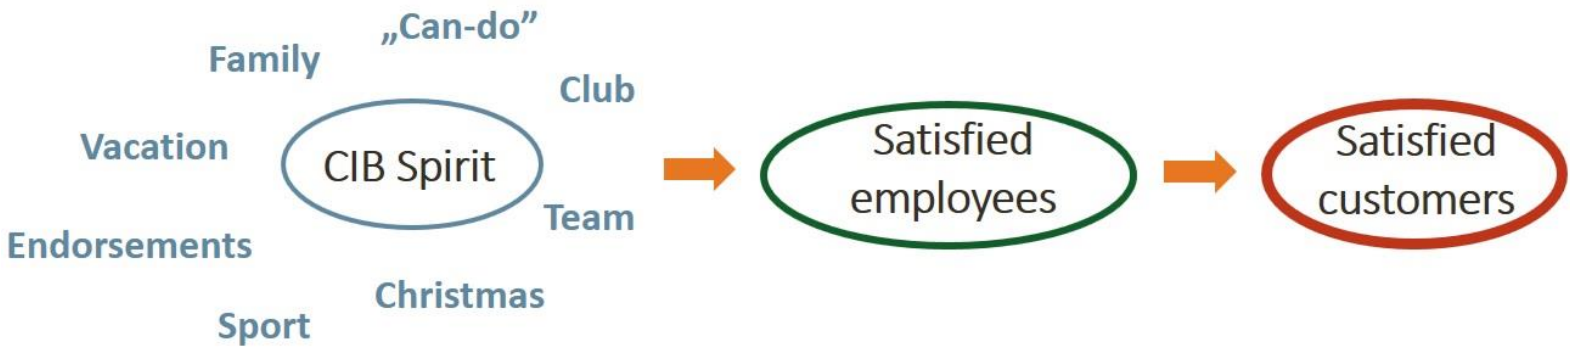 „Can-do”
Family
Club
Vacation
CIB Spirit
Team
Endorsements
Christmas
Sport
Satisfied
employees
Satisfied
customers